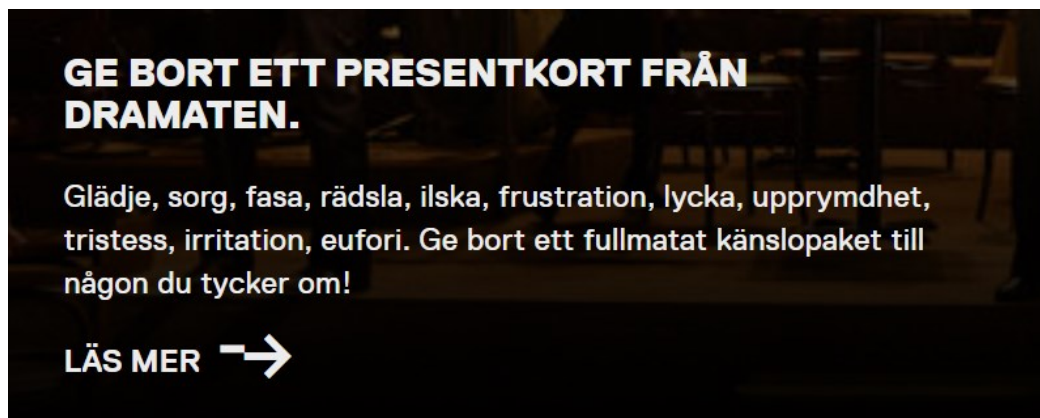 GE BORT ETT PRESENTKORT FRÅN
DRAMATEN.
Glädje, sorg, fasa, rädsla, ilska, frustration, lycka, upprymdhet,
tristess, irritation, eufori. Ge bort ett fullmatat känslopaket till
någon du tycker om!
LÄS MER